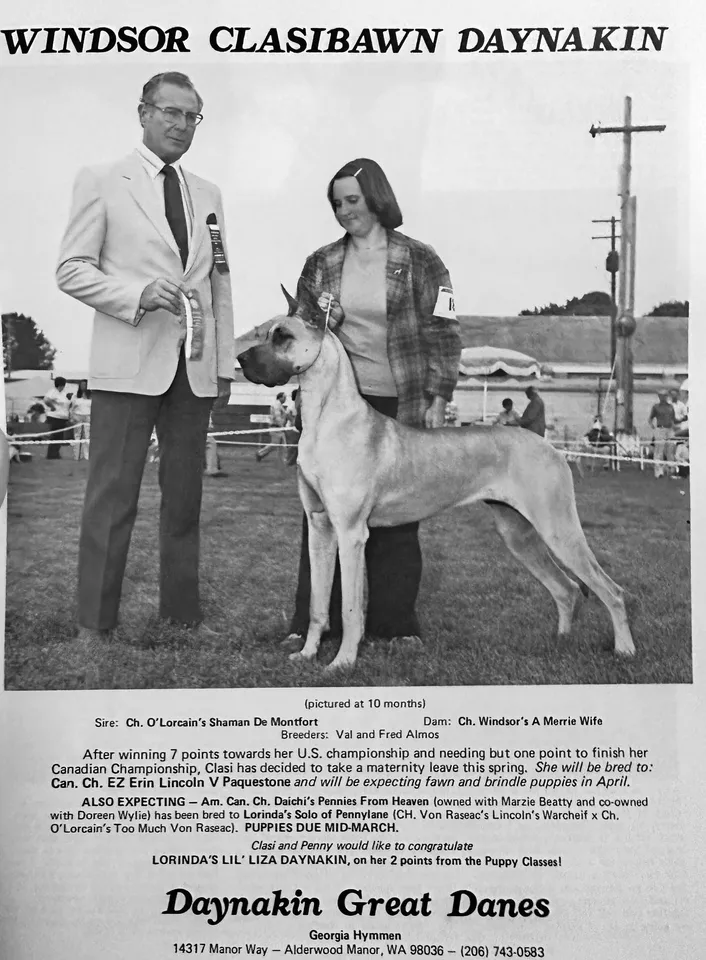 WINDSOR CLASIBAWN DAYNAKIN
(pictured at 10 months)
Sire: Ch. O'Lorcain's Shaman De Montfort Dam: Ch. Windsor's A Merrie Wife
Breeders: Val and Fred Almos
After winning 7 points towards her U.S. championship and needing but one point to finish her
Canadian Championship, Clasi has decided to take a maternity leave this spring. She will be bred to:
Can. Ch. EZ Erin Lincoln V Paquestone and will be expecting fawn and brindle puppies in April.
ALSO EXPECTING — Am. Can. Ch. Daichi's Pennies From Heaven (owned with Marzie Beatty and co-owned
with Doreen Wylie) has been bred to Lorinda's Solo of Pennylane (CH. Von Raseac's Lincoln's Warcheif x Ch.
O'Lorcain's Too Much Von Raseac). PUPPIES DUE MID-MARCH.
Clasi and Penny would like to congratulate
LORINDA'S LIL' LIZA DAYNAKIN, on her 2 points from the Puppy Classes!
Daynakin Great Danes
Georgia Hymmen
14317 Manor Way — Alderwood Manor, WA 98036 — (206) 743-0583